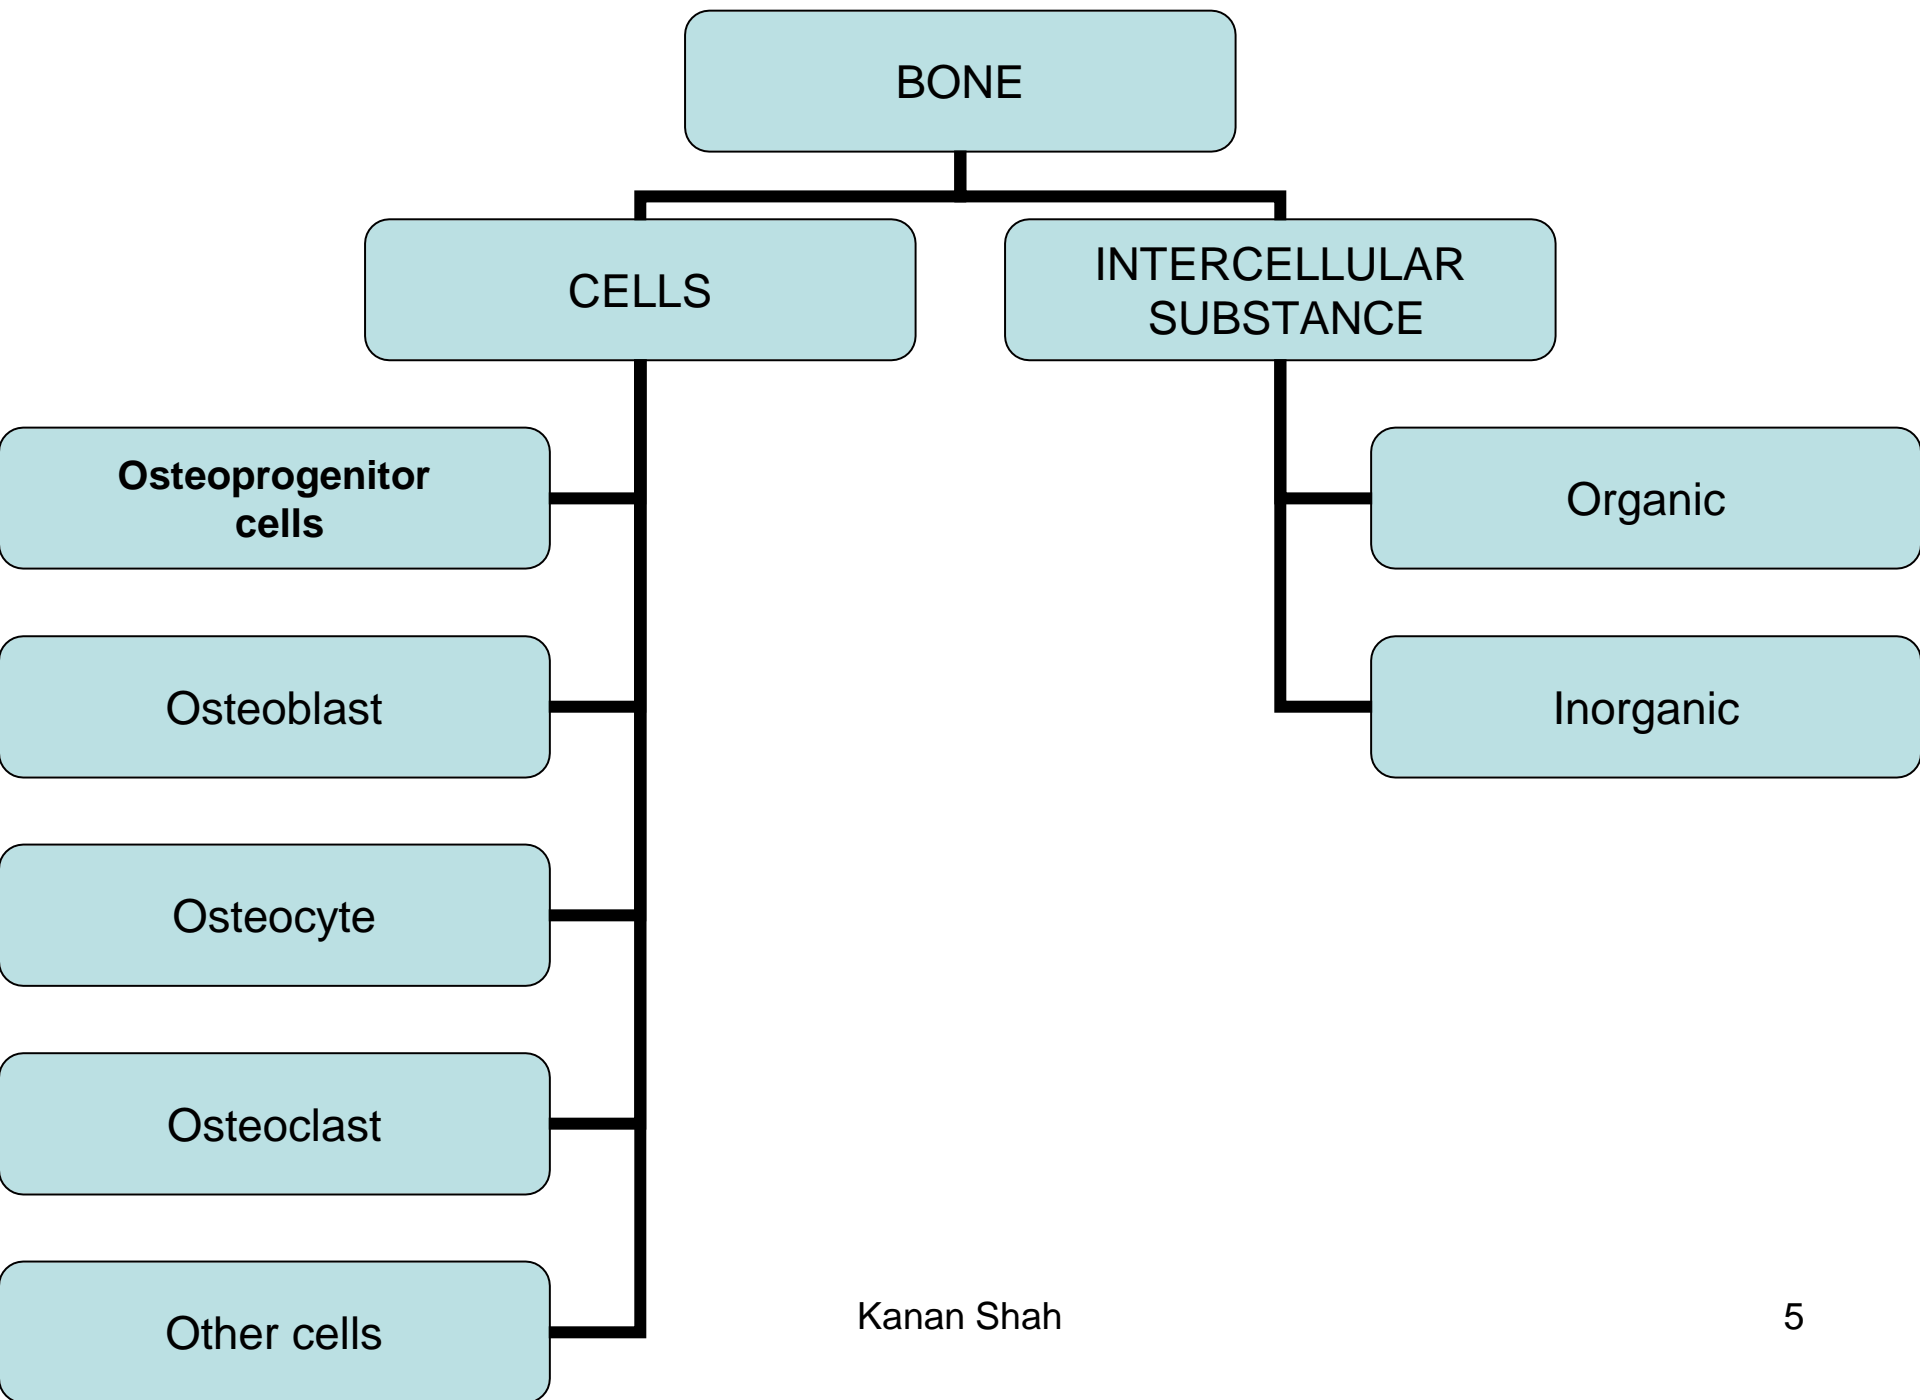 BONE
CELLS
INTERCELLULAR
SUBSTANCE
Osteoprogenitor
cells
Osteoblast
Osteocyte
Osteoclast
Other cells
Organic
Inorganic
Kanan Shah
5